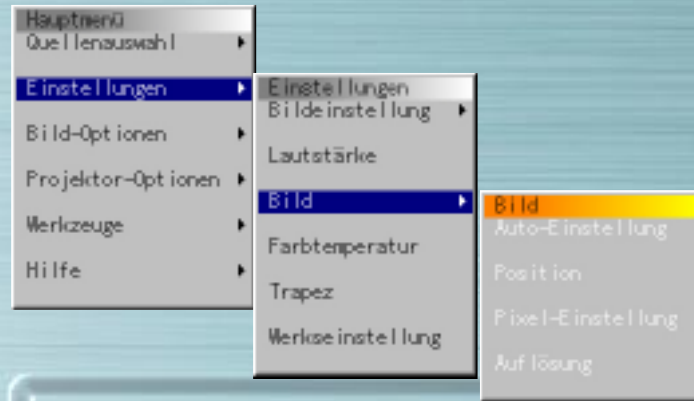 Hauptmenü
Quellenauswahl
Einstellungen
Bild-Optionen
Projektor-Optionen
Werkzeuge
Hilfe
Einstellungen
Bildeinstellung
Lautstärke
Bild
Farbtemperatur
Trapez
Werkseinstellung
Bild
Auto-Einstellung
Position
Pixel-Einstellung
Auflösung